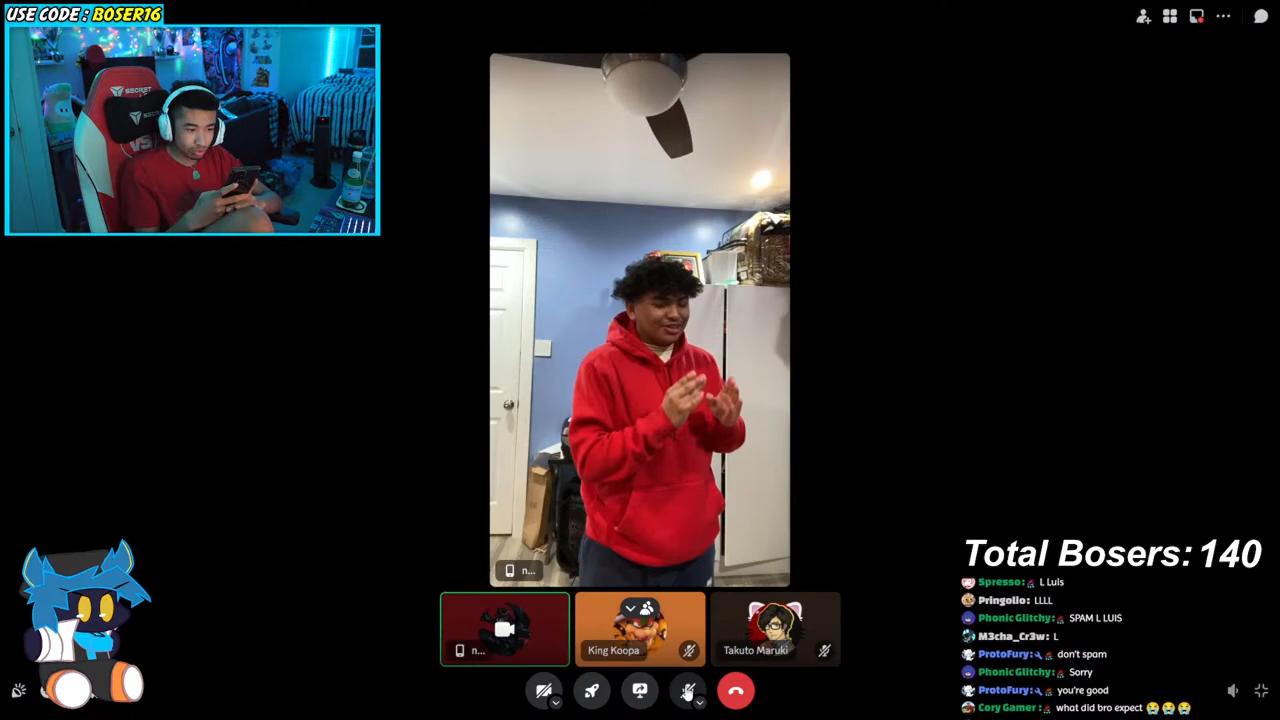 USE CODE : BOSER16
SECRET
n...
n...
King Koopa
Takuto Maruki
Total Bosers: 140
Spresso: L Luis
Pringolio: LLLL
Phonic Glitchy: SPAM L LUIS
M3cha_Cr3w: L
ProtoFury: don't spam
Phonic Glitchy: Sorry
ProtoFury: you're good
Cory Gamer: what did bro expect 😭😭😭